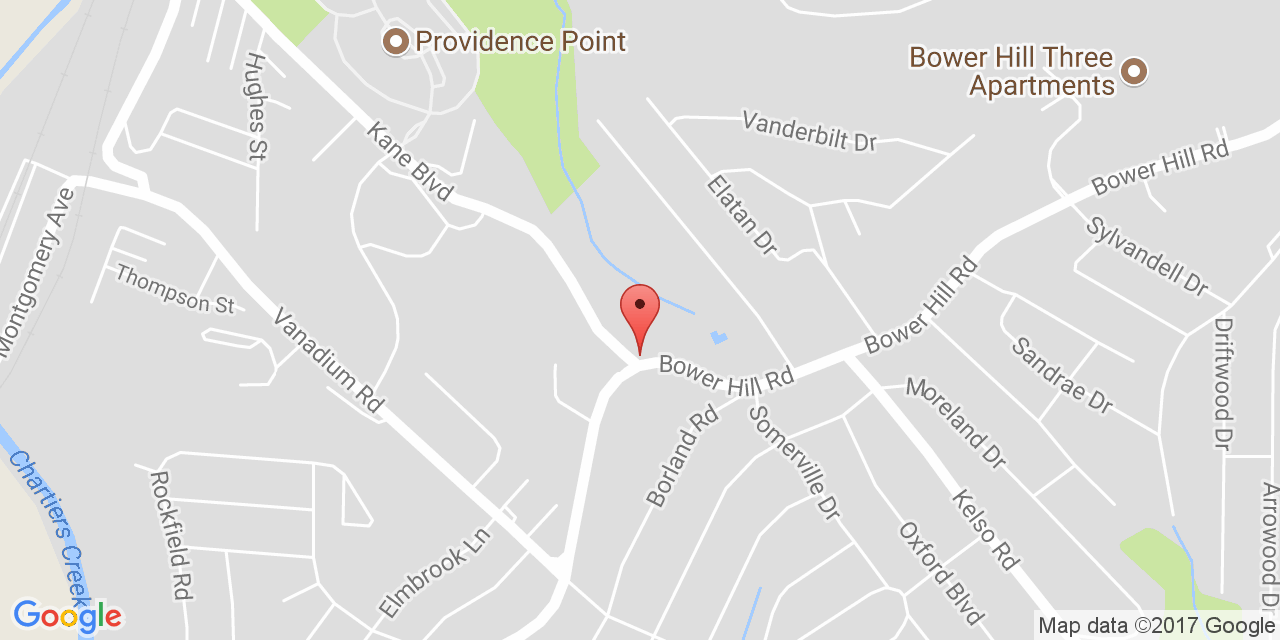 Providence Point
Bower Hill Three
Apartments
Hughes St
Vanderbilt Dr
Kane Blvd
Bower Hill Rd
Elatan Dr
Montgomery Ave
Sylvandell Dr
Thompson St
Bower Hill Rd
Vanadium Rd
Bower Hill Rd
Sandrae Dr
Driftwood Dr
Moreland Dr
Borland Rd
Somerville Dr
Chartiers Creek
Rockfield Rd
Kelso Rd
Arrowood Dr
Elmbrook Ln
Oxford Blvd
Google
Map data ©2017 Google